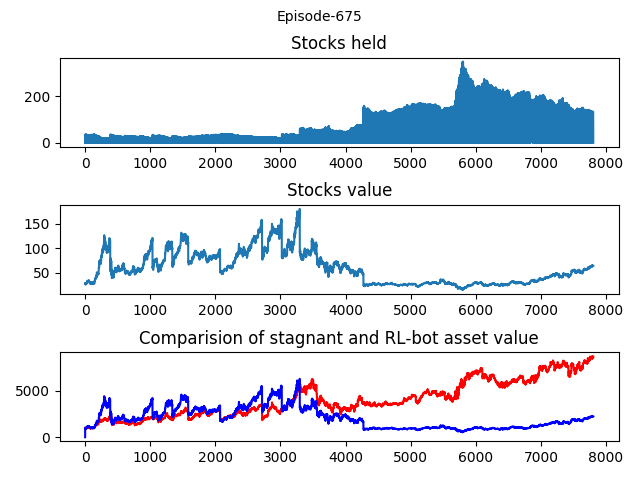 Episode-675
Stocks held
200
0
0 1000 2000 3000 4000 5000 6000 7000 8000
Stocks value
150
100
50
0 1000 2000 3000 4000 5000 6000 7000 8000
Comparision of stagnant and RL-bot asset value
5000
0
0 1000 2000 3000 4000 5000 6000 7000 8000